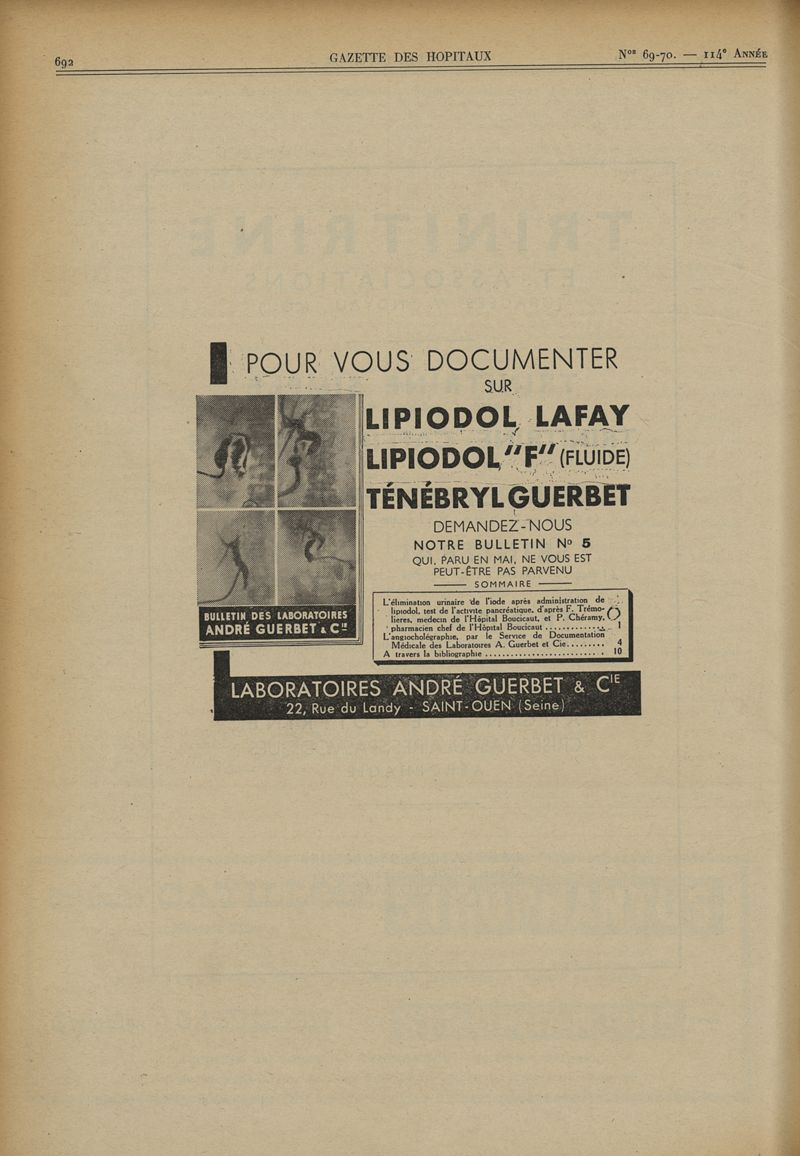 692
GAZETTE DES HOPITAUX
Nos 69-70. — 114e ANNÉE
POUR VOUS DOCUMENTER
SUR
LIPIODOL LAFAY
LIPIODOL "F" (FLUIDE)
TÉNÉBRYL GUERBET
DEMANDEZ-NOUS
NOTRE BULLETIN No 5
QUI, PARU EN MAI, NE VOUS EST
PEUT-ÊTRE PAS PARVENU
SOMMAIRE
L'élimination urinaire de l'iode après administration de
lipiodol, test de l'activité pancréatique, d'après F. Trémo-
lières, médecin de l'Hôpital Boucicaut, et P. Chéramy,
pharmacien chef de l'Hôpital Boucicaut ............ 1
L'angiocholégraphie, par le Service de Documentation
Médicale des Laboratoires A. Guerbet et Cie......... 4
A travers la bibliographie ........................... 10
BULLETIN DES LABORATOIRES
ANDRÉ GUERBET & CIE
LABORATOIRES ANDRÉ GUERBET & CIE
22, Rue du Landy - SAINT-OUEN (Seine)
TRINITRINE
ET ASSOCIATIONS